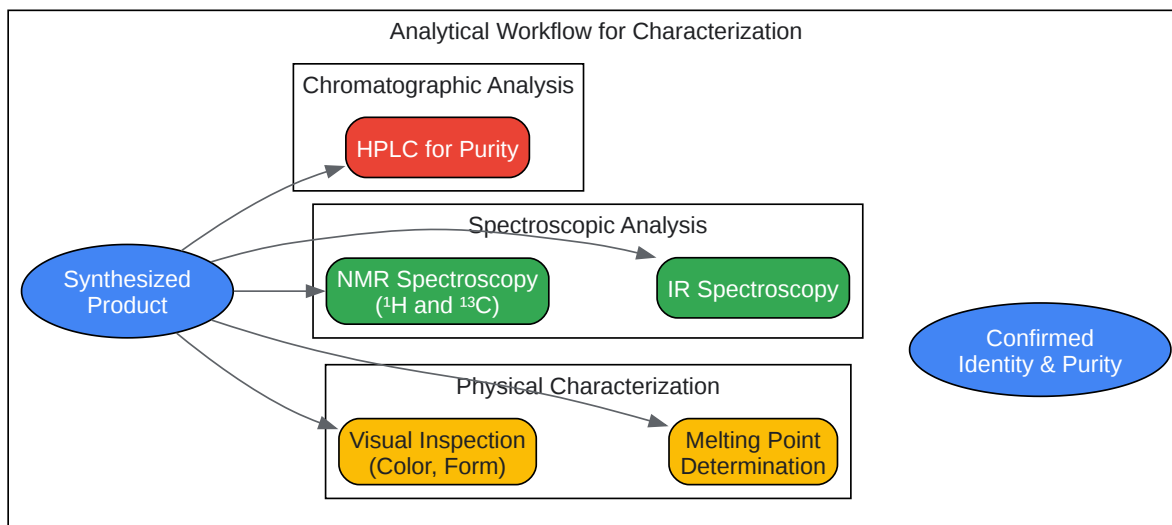 Analytical Workflow for Characterization
Chromatographic Analysis
HPLC for Purity
Spectroscopic Analysis
Synthesized
Product
NMR Spectroscopy
(¹H and ¹³C)
IR Spectroscopy
Confirmed
Identity & Purity
Physical Characterization
Visual Inspection
(Color, Form)
Melting Point
Determination